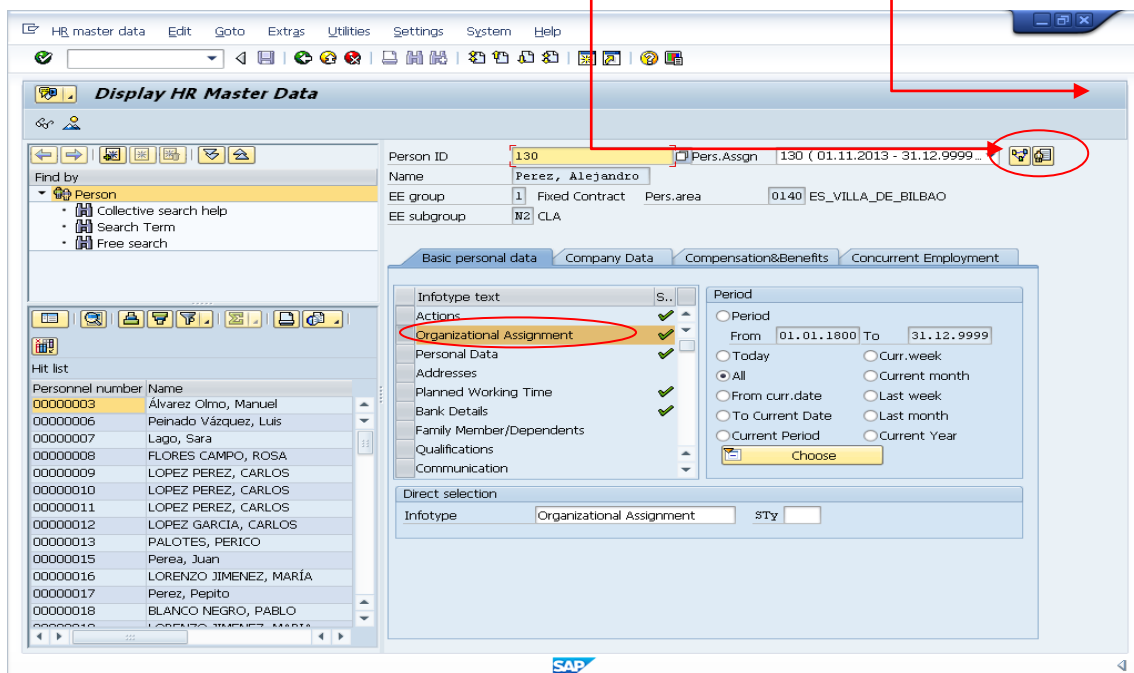 HR master data Edit Goto Extras Utilities Settings System Help
Display HR Master Data
Find by
Person
Collective search help
Search Term
Free search
Hit list
Personnel number Name
00000003 Álvarez Olmo, Manuel
00000006 Peinado Vázquez, Luis
00000007 Lago, Sara
00000008 FLORES CAMPO, ROSA
00000009 LOPEZ PEREZ, CARLOS
00000010 LOPEZ PEREZ, CARLOS
00000011 LOPEZ PEREZ, CARLOS
00000012 LOPEZ GARCIA, CARLOS
00000013 PALOTES, PERICO
00000015 Perea, Juan
00000016 LORENZO JIMENEZ, MARÍA
00000017 Perez, Pepito
00000018 BLANCO NEGRO, PABLO
Person ID 130 Pers.Assgn 130 ( 01.11.2013 - 31.12.9999...
Name Perez, Alejandro
EE group 1 Fixed Contract Pers.area 0140 ES_VILLA_DE_BILBAO
EE subgroup N2 CLA
Basic personal data Company Data Compensation&Benefits Concurrent Employment
Infotype text S..
Actions
Organizational Assignment
Personal Data
Addresses
Planned Working Time
Bank Details
Family Member/Dependents
Qualifications
Communication
Period
Period
From 01.01.1800 To 31.12.9999
Today Curr.week
All Current month
From curr.date Last week
To Current Date Last month
Current Period Current Year
Choose
Direct selection
Infotype Organizational Assignment STy
SAP